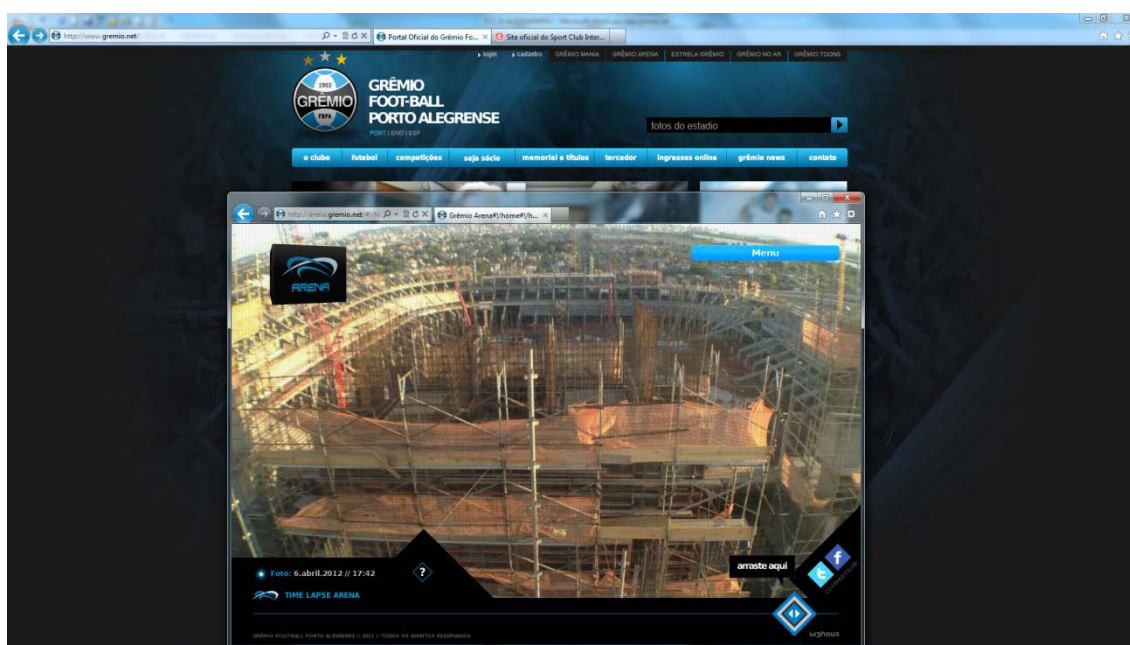 http://www.gremio.net/
Portal Oficial do Grêmio Fo...
Site oficial do Sport Club Inter...
login
cadastro
GRÊMIO MANIA
GRÊMIO ARENA
ESTRELA GRÊMIO
GRÊMIO NO AR
GRÊMIO TOONS
1903
GRÊMIO
FBPA
GRÊMIO
FOOT-BALL
PORTO ALEGRENSE
PORT | ENG | ESP
fotos do estadio
o clube futebol competições seja sócio memorial e títulos torcedor ingressos online grêmio news contato
http://arena.gremio.net/
Grêmio Arena#!/home#!/h...
ARENA
Menu
arraste aqui
Foto: 6.abril.2012 // 17:42
?
TIME LAPSE ARENA
GRÊMIO FOOT-BALL PORTO ALEGRENSE // 2011 // TODOS OS DIREITOS RESERVADOS
w3haus